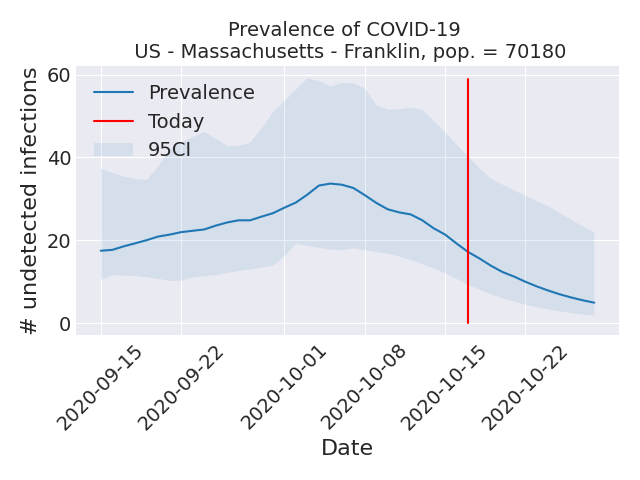 Prevalence of COVID-19
US - Massachusetts - Franklin, pop. = 70180
# undetected infections
60
40
20
0
Prevalence
Today
95CI
2020-09-15
2020-09-22
2020-10-01
2020-10-08
2020-10-15
2020-10-22
Date